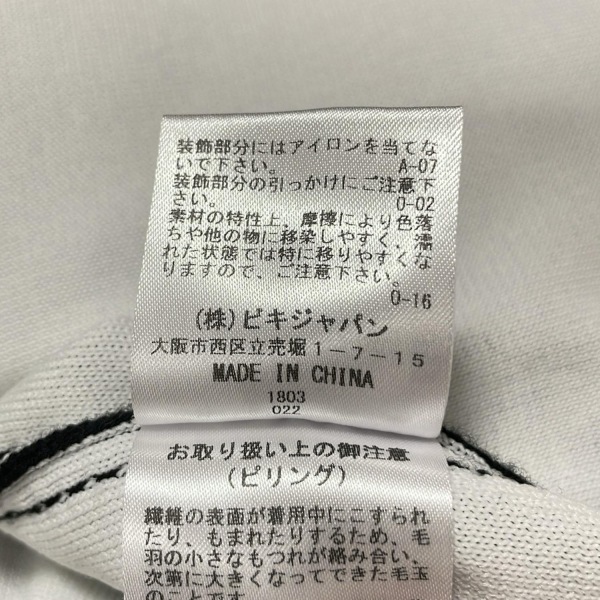 装飾部分にはアイロンを当てな
いで下さい。 A-07
装飾部分の引っかけにご注意下
さい。 0-02
素材の特性上、摩擦により色落
ちや他の物に移染しやすく、濡
れた状態では特に移りやすくな
りますので、ご注意下さい。
0-16
(株)ビキジャパン
大阪市西区立売堀1-7-15
MADE IN CHINA
1803
022
お取り扱い上の御注意
(ピリング)
繊維の表面が着用中にこすられ
たり、もまれたりするため、毛
羽の小さなもつれが絡み合い、
次第に大きくなってできた毛玉
のことです。